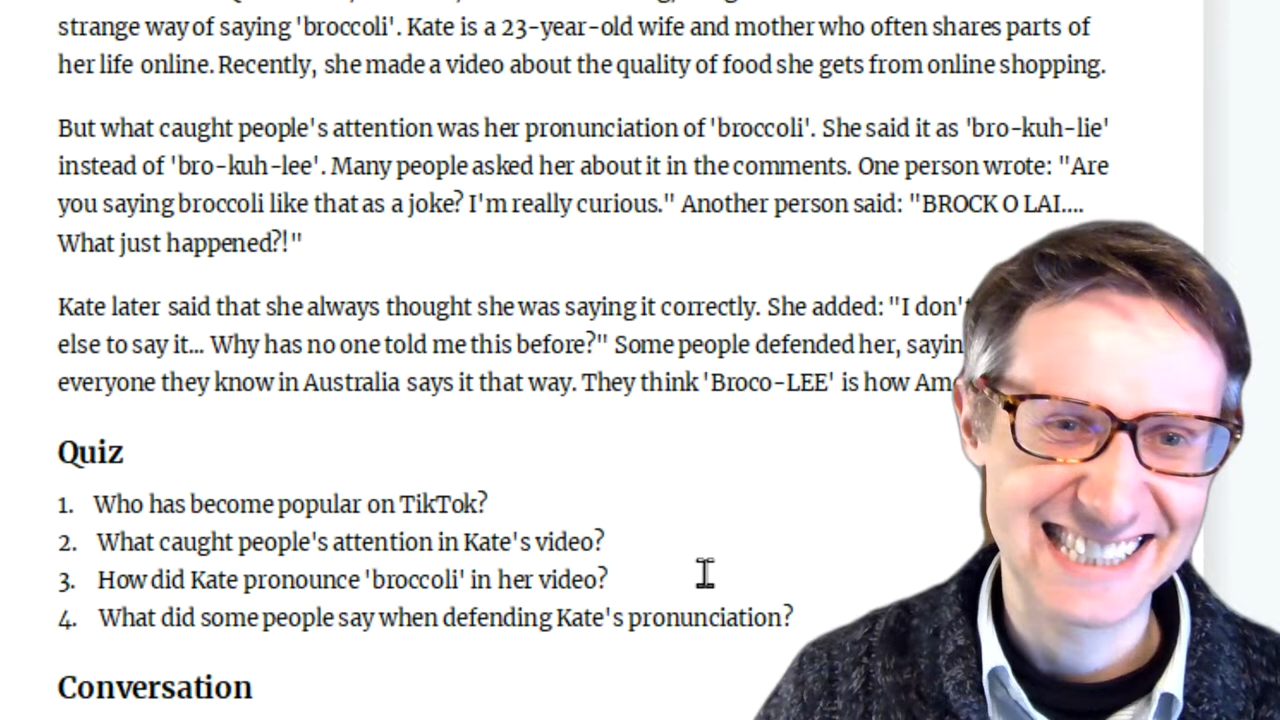 strange way of saying 'broccoli'. Kate is a 23-year-old wife and mother who often shares parts of
her life online. Recently, she made a video about the quality of food she gets from online shopping.
But what caught people's attention was her pronunciation of 'broccoli'. She said it as 'bro-kuh-lie'
instead of 'bro-kuh-lee'. Many people asked her about it in the comments. One person wrote: "Are
you saying broccoli like that as a joke? I'm really curious." Another person said: "BROCK O LAI....
What just happened?!"
Kate later said that she always thought she was saying it correctly. She added: "I don't
else to say it... Why has no one told me this before?" Some people defended her,
everyone they know in Australia says it that way. They think 'Broco-LEE' is how
Quiz
1. Who has become popular on TikTok?
2. What caught people's attention in Kate's video?
3. How did Kate pronounce 'broccoli' in her video?
4. What did some people say when defending Kate's pronunciation?
Conversation